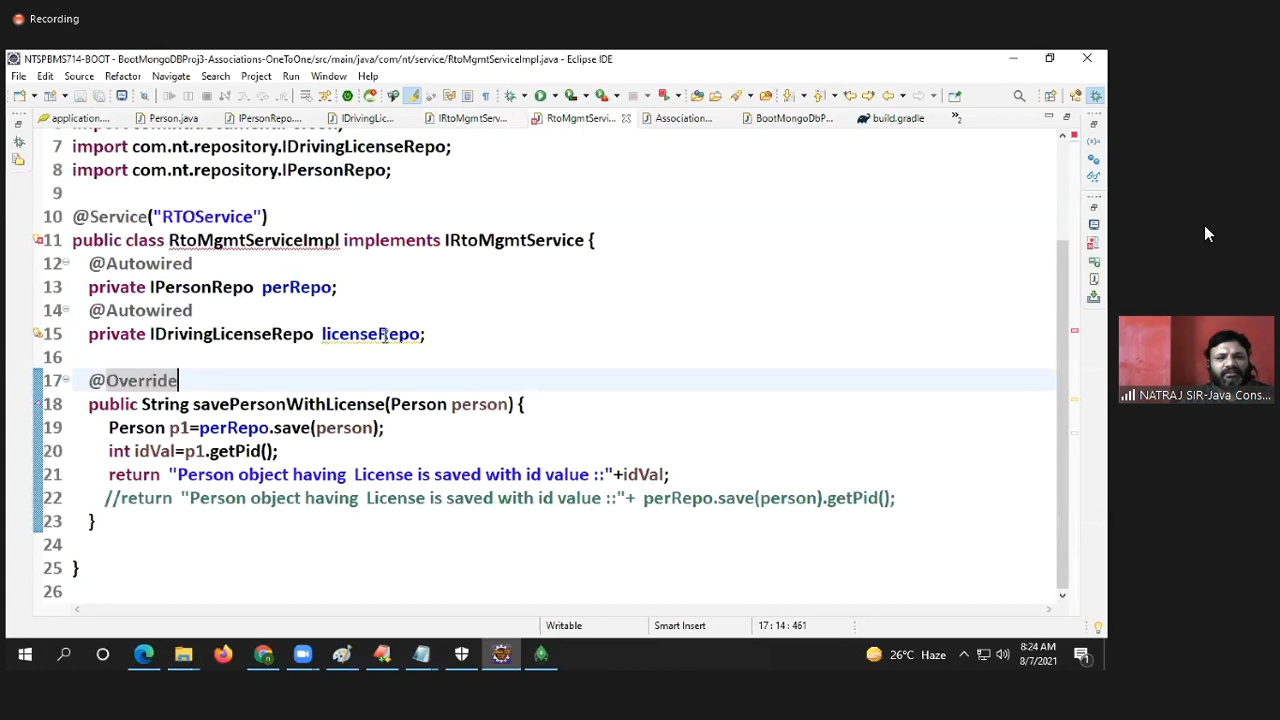 Recording
NTSPBMS714-BOOT - BootMongoDBProj3-Associations-OneToOne/src/main/java/com/nt/service/RtoMgmtServiceImpl.java - Eclipse IDE
File Edit Source Refactor Navigate Search Project Run Window Help
application.... Person.java IPersonRepo.... IDrivingLic... IRtoMgmtServ... RtoMgmtServi... Association... BootMongoDbP... build.gradle
7 import com.nt.repository.IDrivingLicenseRepo;
8 import com.nt.repository.IPersonRepo;
9
10 @Service("RTOService")
11 public class RtoMgmtServiceImpl implements IRtoMgmtService {
12 @Autowired
13 private IPersonRepo perRepo;
14 @Autowired
15 private IDrivingLicenseRepo licenseRepo;
16
17 @Override
18 public String savePersonWithLicense(Person person) {
19 Person p1=perRepo.save(person);
20 int idVal=p1.getPid();
21 return "Person object having License is saved with id value ::"+idVal;
22 //return "Person object having License is saved with id value ::"+ perRepo.save(person).getPid();
23 }
24
25 }
26
Writable Smart Insert 17 : 14 : 461
NATRAJ SIR-Java Cons...
26°C Haze
8:24 AM
8/7/2021
1